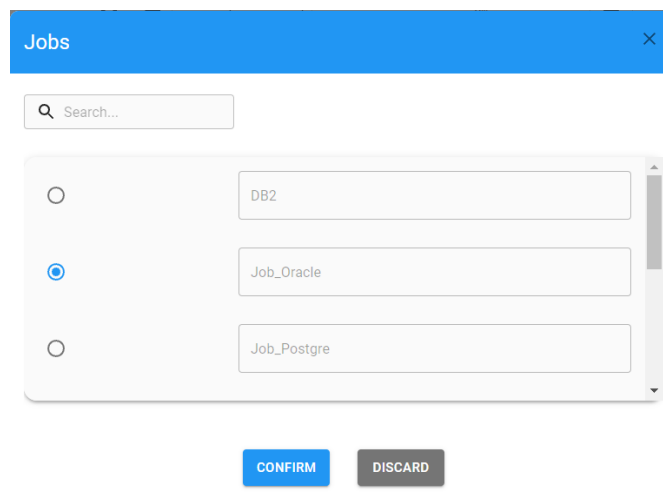 Jobs
Search...
DB2
Job_Oracle
Job_Postgre
CONFIRM
DISCARD